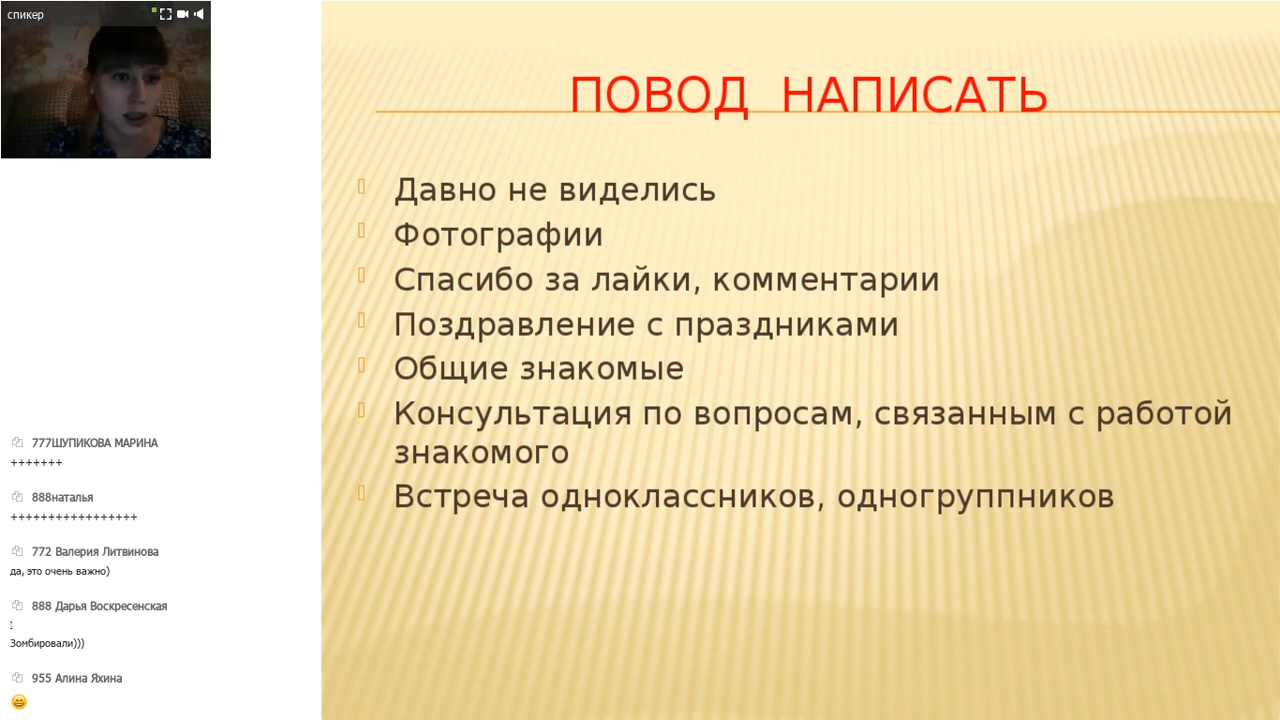 спикер
ПОВОД НАПИСАТЬ
Давно не виделись
Фотографии
Спасибо за лайки, комментарии
Поздравление с праздниками
Общие знакомые
Консультация по вопросам, связанным с работой
знакомого
Встреча одноклассников, одногруппников
777ШУПИКОВА МАРИНА
+++++++
888наталья
+++++++++++++++++
772 Валерия Литвинова
да, это очень важно)
888 Дарья Воскресенская
Зомбировали)))
955 Алина Яхина
😄